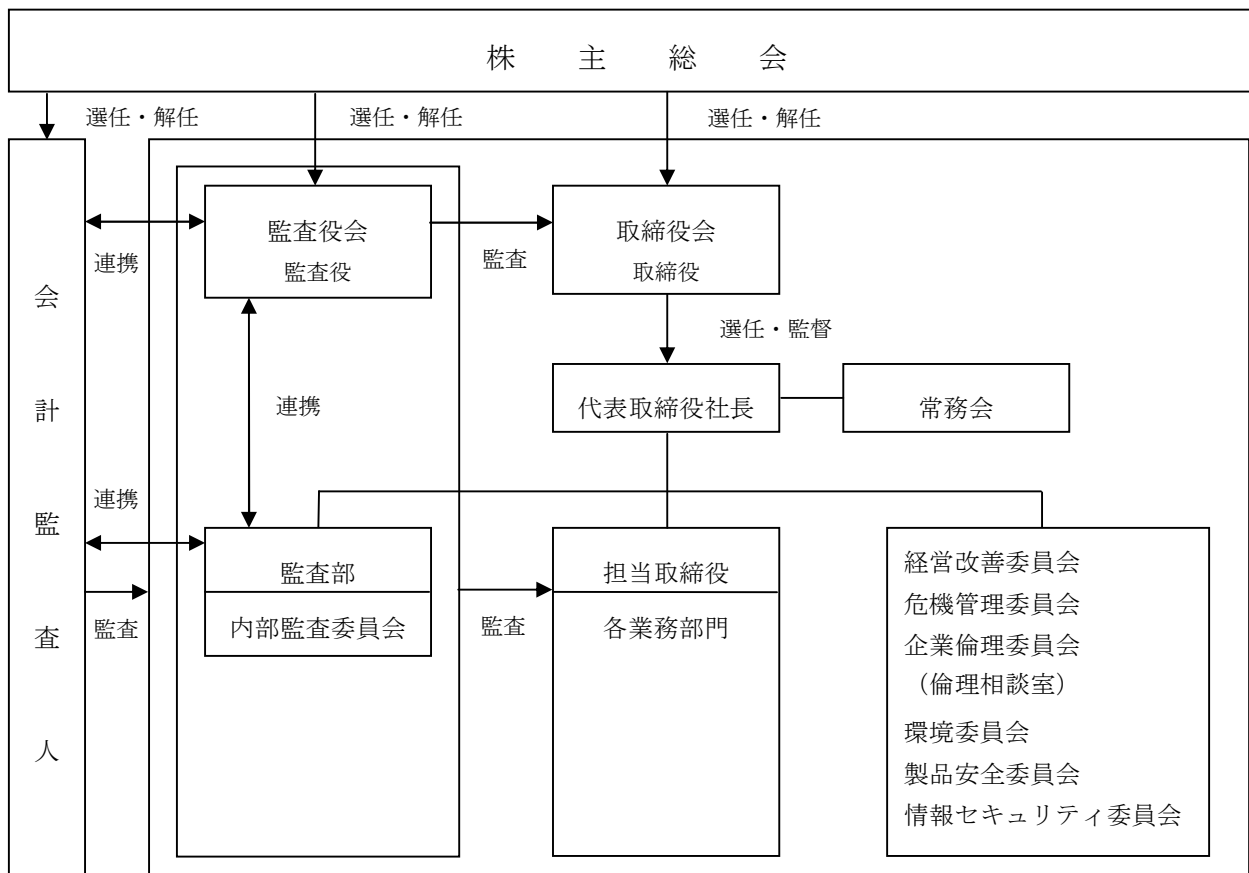 株主総会
選任・解任 選任・解任 選任・解任
会計監査人
監査役会
監査役
監査
取締役会
取締役
連携
選任・監督
連携
代表取締役社長
常務会
連携
監査
監査部
内部監査委員会
監査
担当取締役
各業務部門
経営改善委員会
危機管理委員会
企業倫理委員会
（倫理相談室）
環境委員会
製品安全委員会
情報セキュリティ委員会